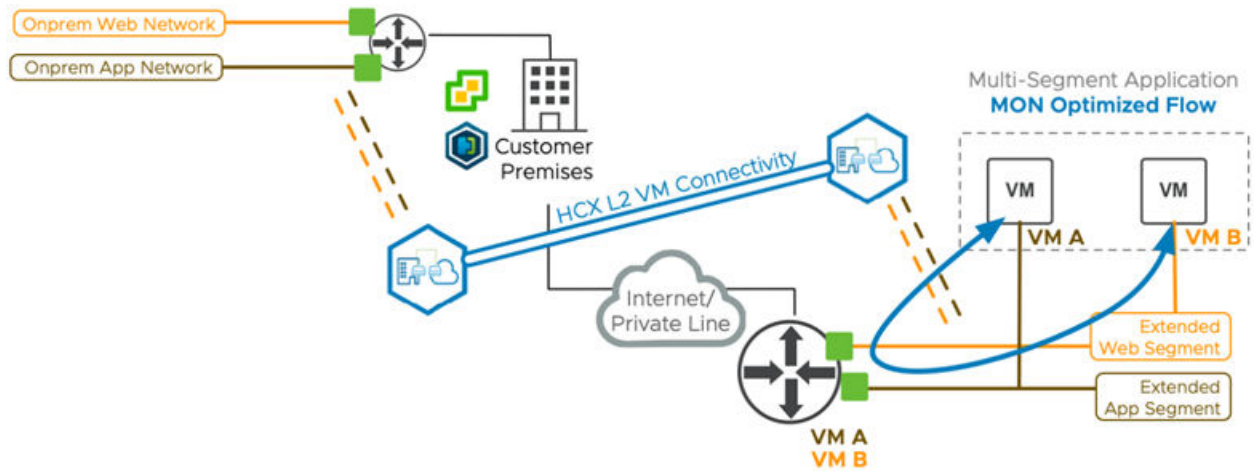 Onprem Web Network
Onprem App Network
Customer
Premises
Multi-Segment Application
MON Optimized Flow
HCX L2 VM Connectivity
VM
VM
VM A
VM B
Internet/
Private Line
Extended
Web Segment
Extended
App Segment
VM A
VM B